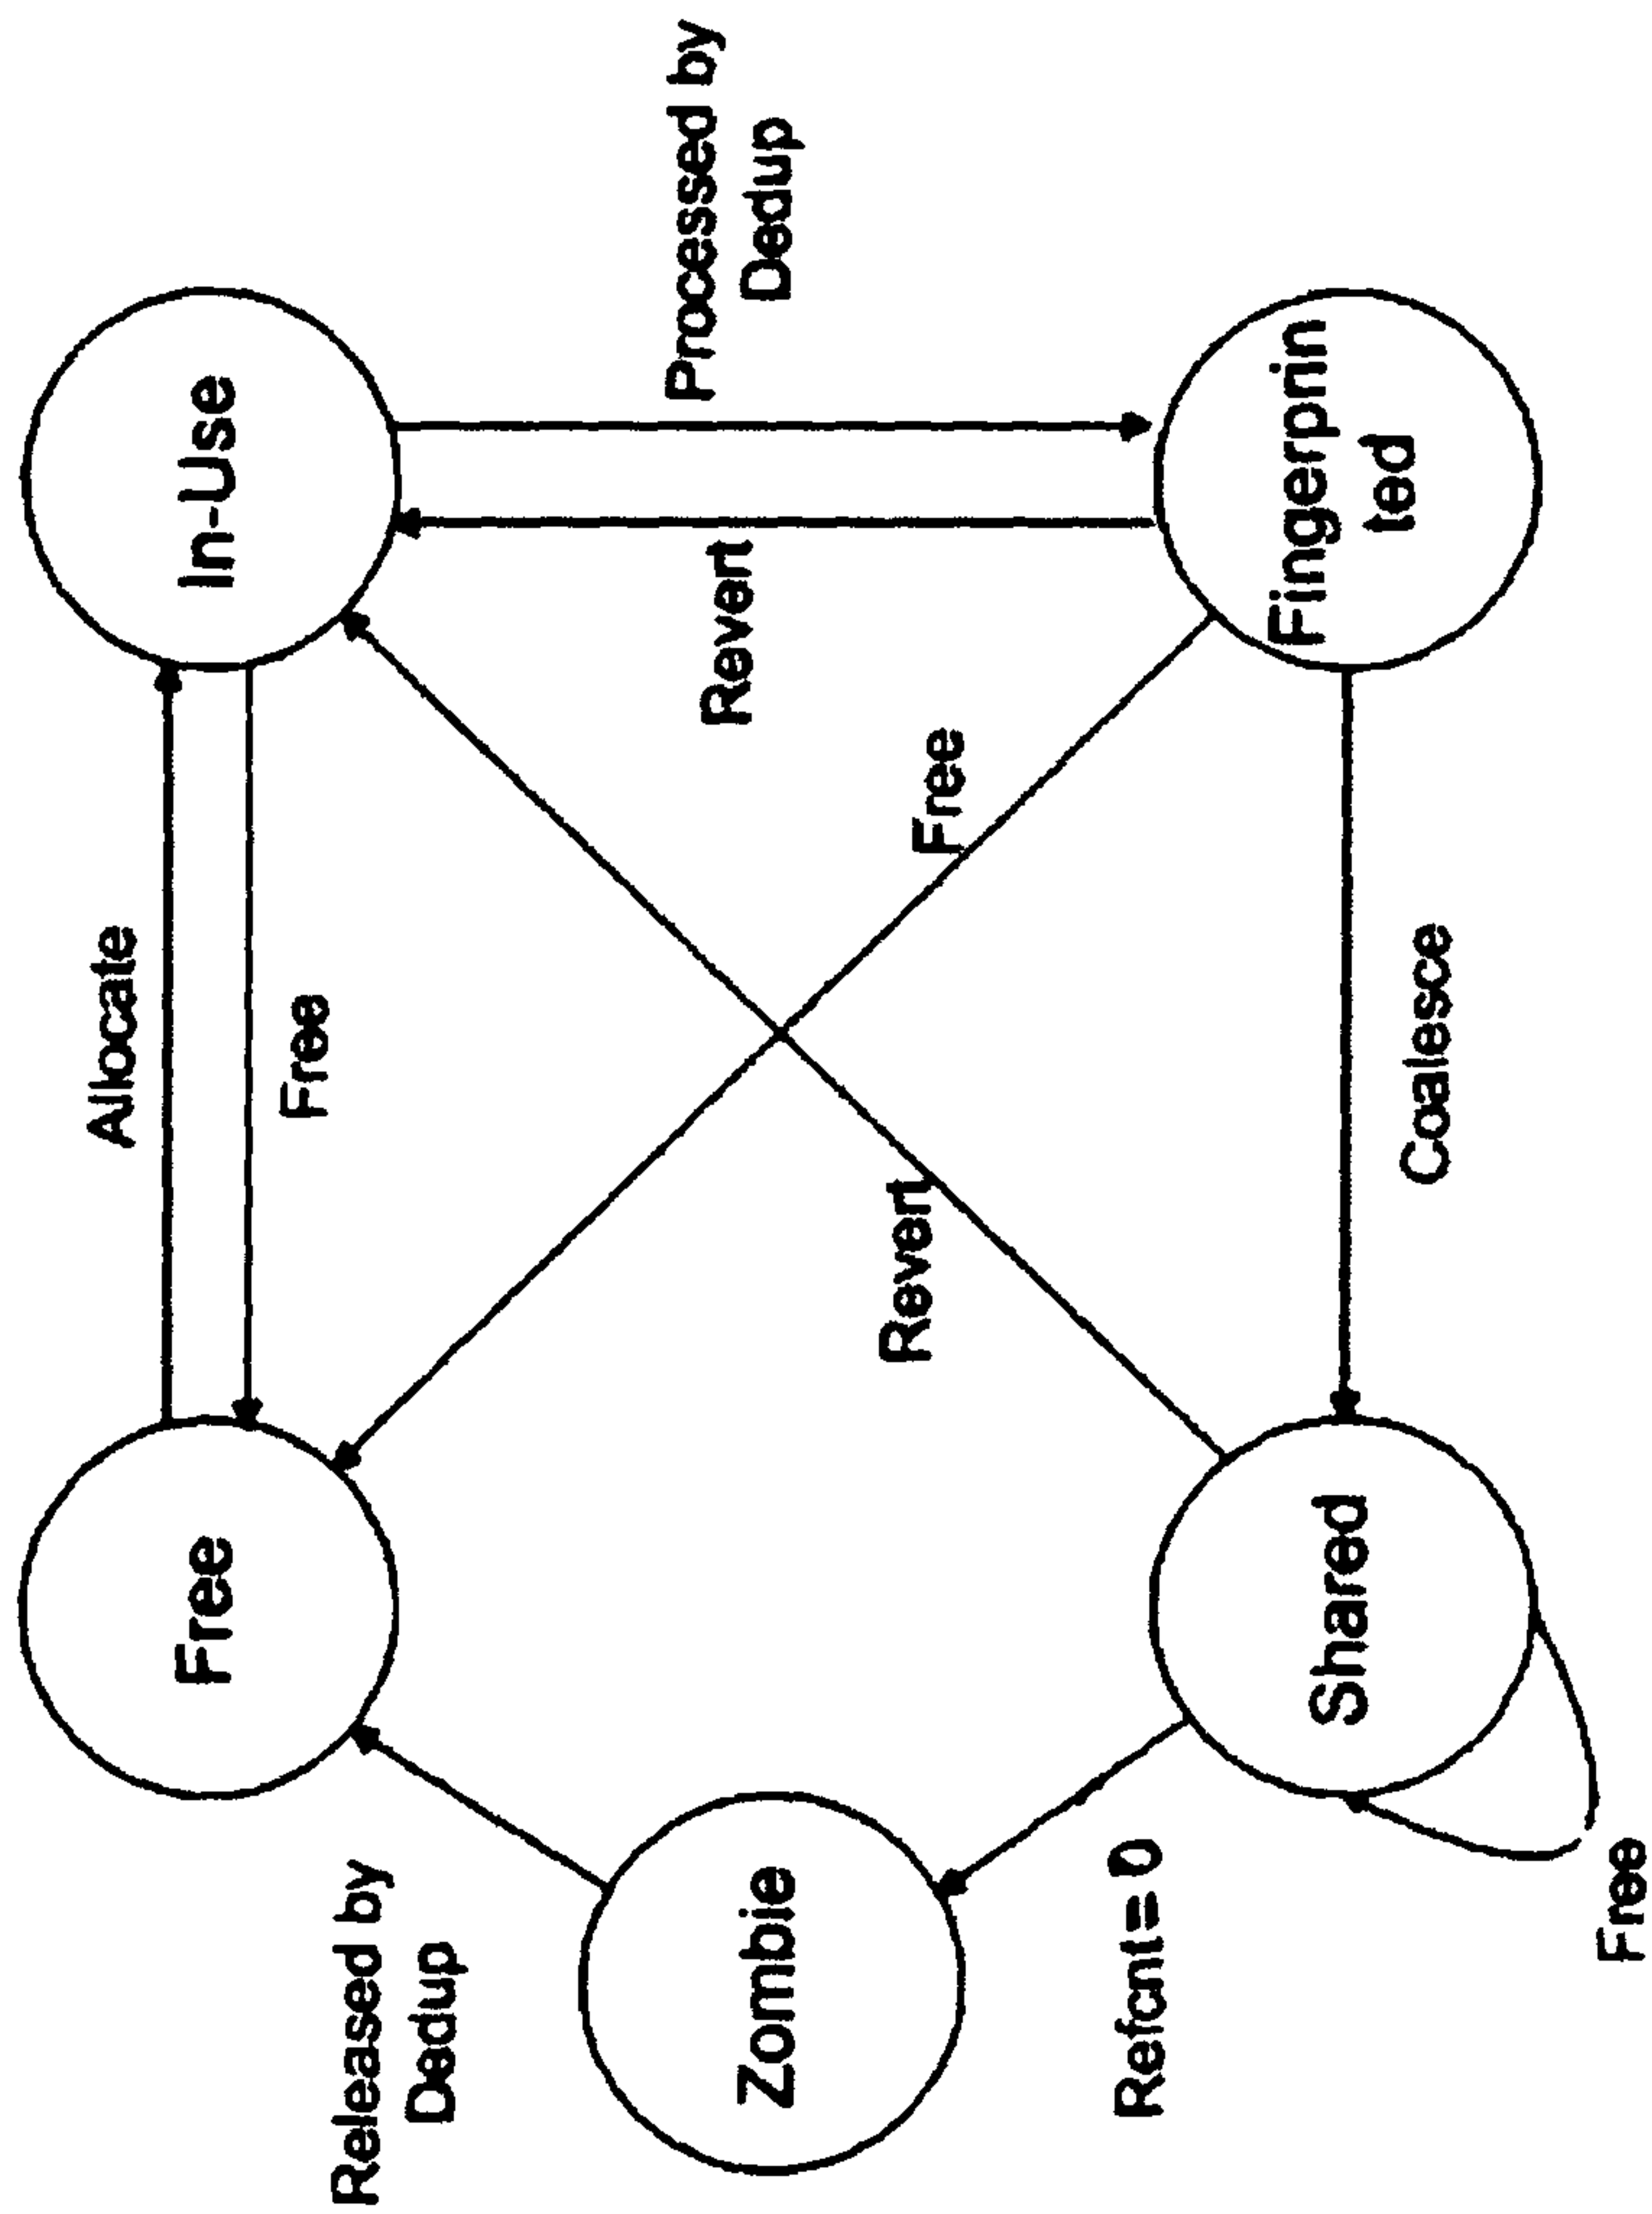 Allocate
Free
In-Use
Free
Released by
Dedup
Processed by
Dedup
Revert
Zombie
Revert
Free
Refcnt=0
Shared
Fingerprin
ted
Coalesce
Free